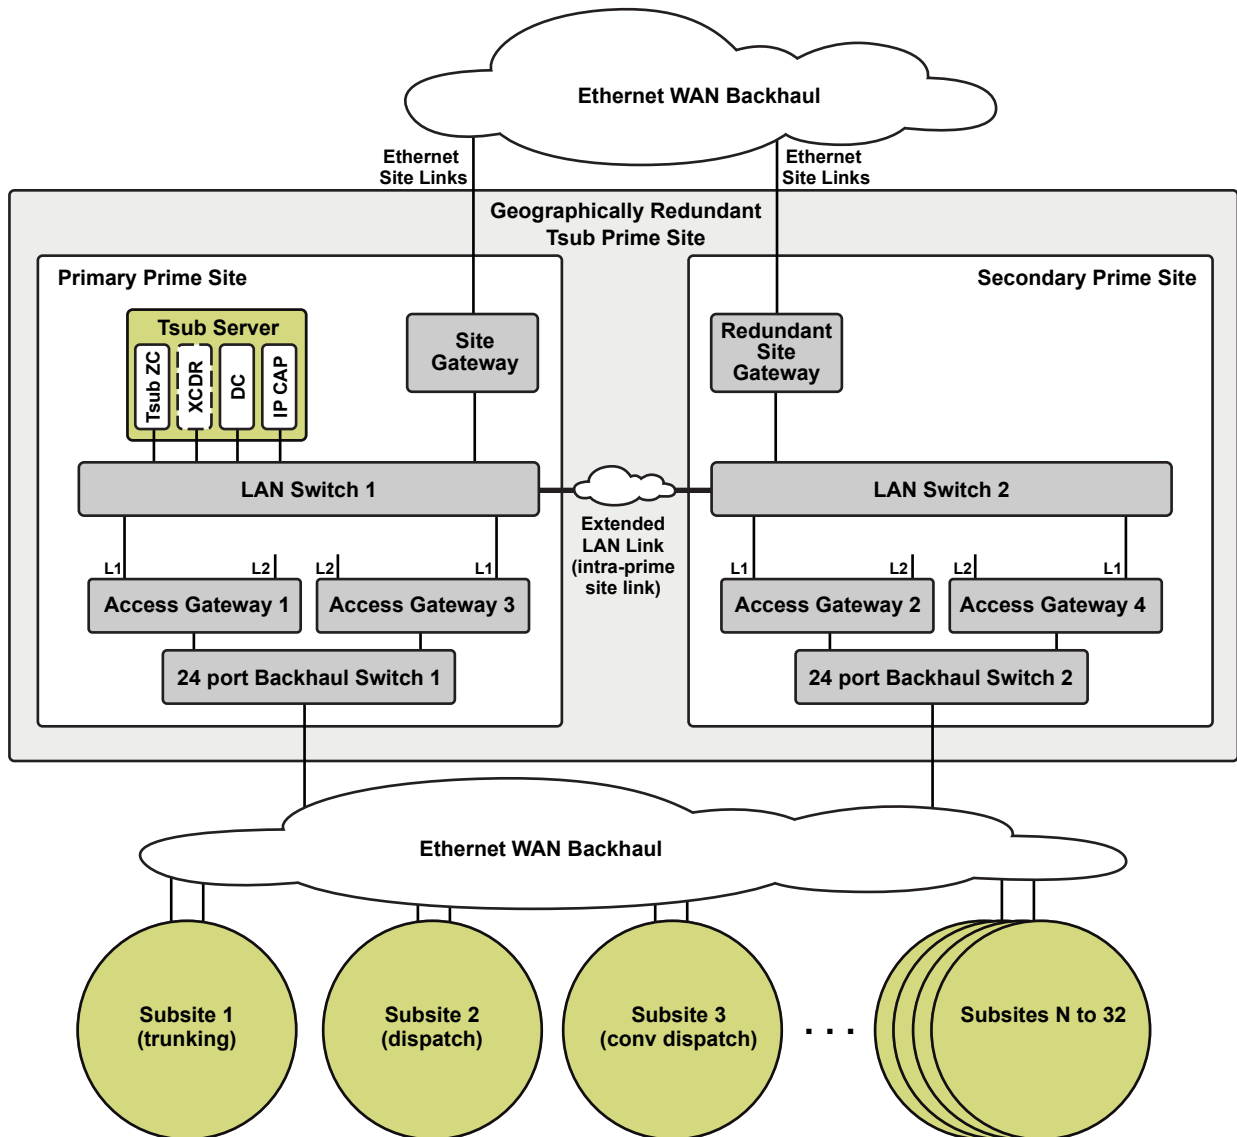 Ethernet WAN Backhaul
Ethernet
Site Links
Ethernet
Site Links
Geographically Redundant
Tsub Prime Site
Primary Prime Site
Secondary Prime Site
Tsub Server
Tsub ZC
XCDR
DC
IP CAP
Site
Gateway
Redundant
Site
Gateway
LAN Switch 1
LAN Switch 2
Extended
LAN Link
(intra-prime
site link)
L1
L2
L2
L1
L1
L2
L2
L1
Access Gateway 1
Access Gateway 3
Access Gateway 2
Access Gateway 4
24 port Backhaul Switch 1
24 port Backhaul Switch 2
Ethernet WAN Backhaul
Subsite 1
(trunking)
Subsite 2
(dispatch)
Subsite 3
(conv dispatch)
. . .
Subsites N to 32